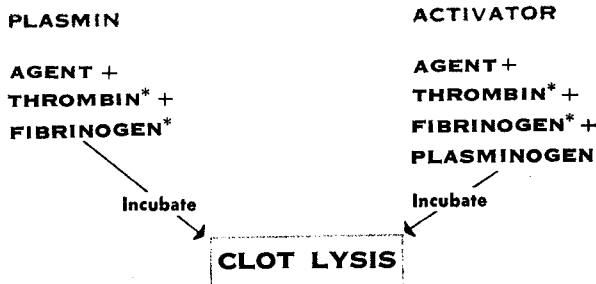 PLASMIN
AGENT +
THROMBIN* +
FIBRINOGEN*
ACTIVATOR
AGENT +
THROMBIN* +
FIBRINOGEN* +
PLASMINOGEN
Incubate
Incubate
CLOT LYSIS